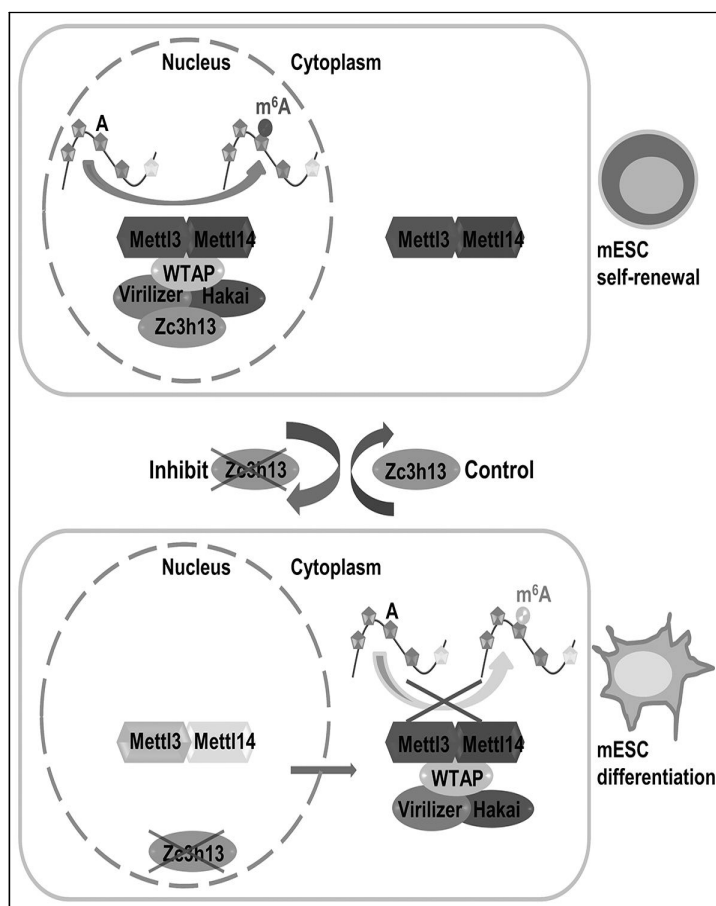 Nucleus Cytoplasm
A m⁶A
Mettl3 Mettl14 Mettl3 Mettl14
WTAP
Virilizer Hakai
Zc3h13
mESC
self-renewal
Inhibit Zc3h13 Zc3h13 Control
Nucleus Cytoplasm
A m⁶A
Mettl3 Mettl14 Mettl3 Mettl14
WTAP
Virilizer Hakai
Zc3h13
mESC
differentiation